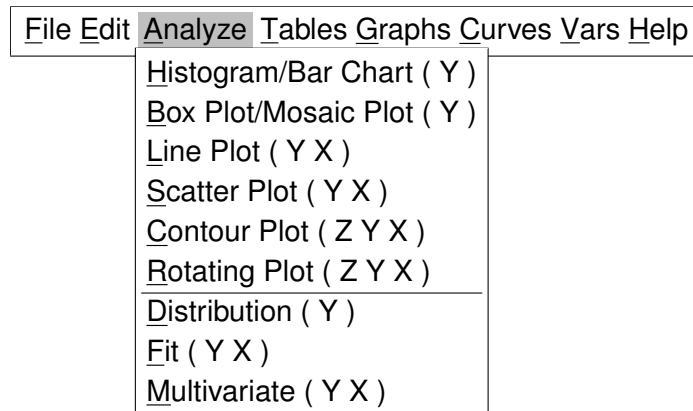 File Edit Analyze Tables Graphs Curves Vars Help
Histogram/Bar Chart ( Y )
Box Plot/Mosaic Plot ( Y )
Line Plot ( Y X )
Scatter Plot ( Y X )
Contour Plot ( Z Y X )
Rotating Plot ( Z Y X )
Distribution ( Y )
Fit ( Y X )
Multivariate ( Y X )